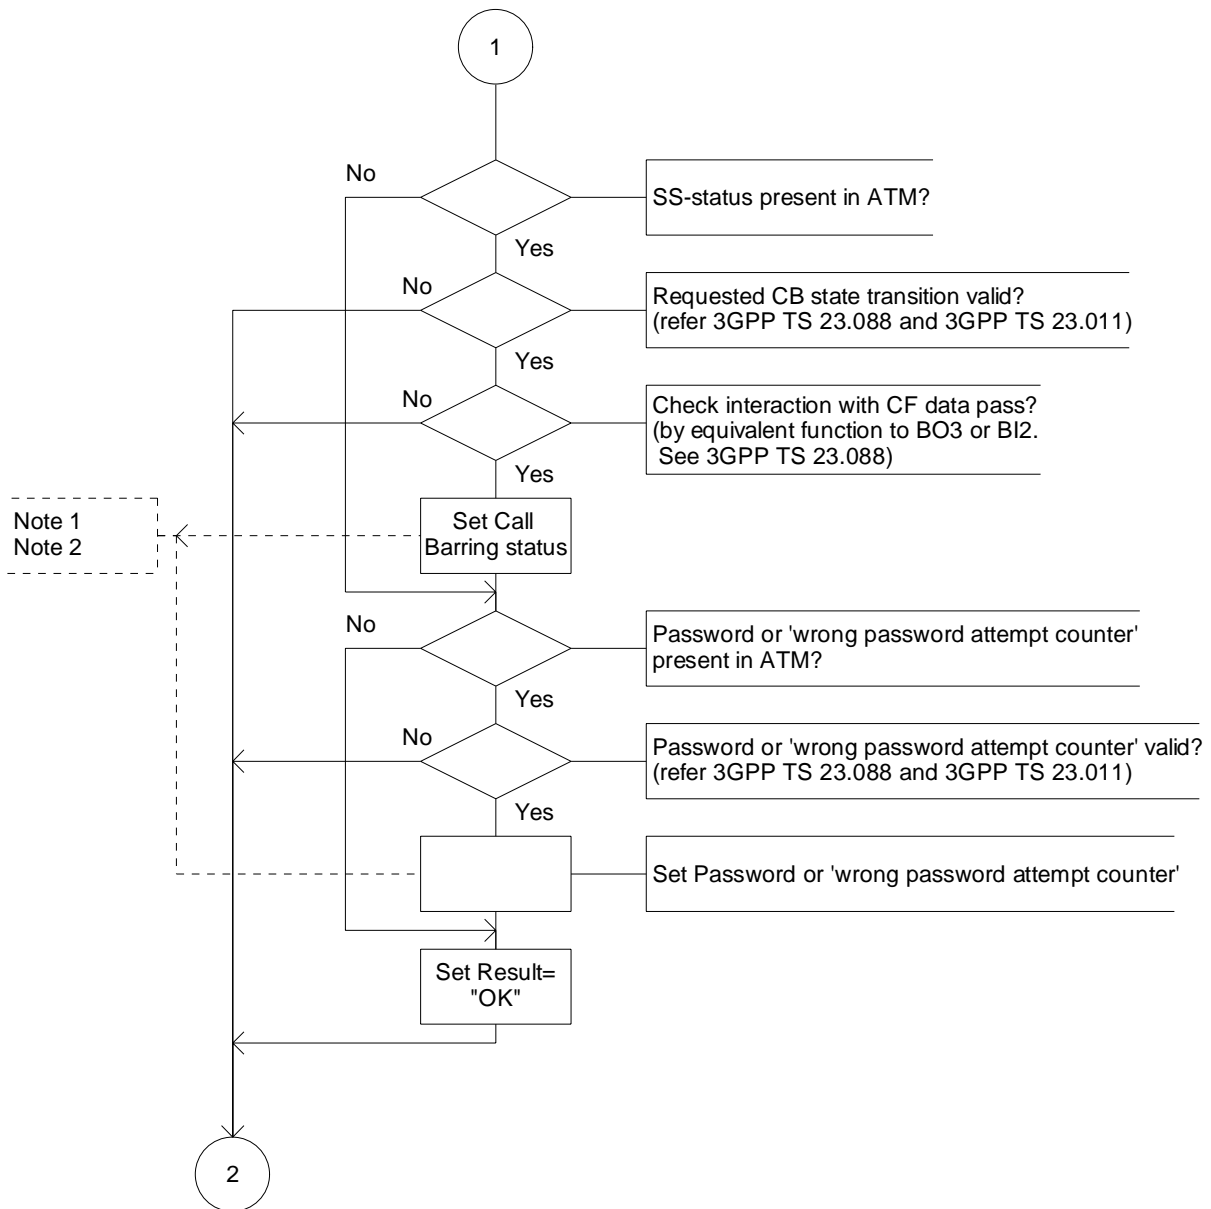 1
No
SS-status present in ATM?
Yes
No
Requested CB state transition valid?
(refer 3GPP TS 23.088 and 3GPP TS 23.011)
Yes
No
Check interaction with CF data pass?
(by equivalent function to BO3 or BI2.
See 3GPP TS 23.088)
Yes
Note 1
Note 2
Set Call
Barring status
No
Password or 'wrong password attempt counter'
present in ATM?
Yes
No
Password or 'wrong password attempt counter' valid?
(refer 3GPP TS 23.088 and 3GPP TS 23.011)
Yes
Set Password or 'wrong password attempt counter'
Set Result=
"OK"
2